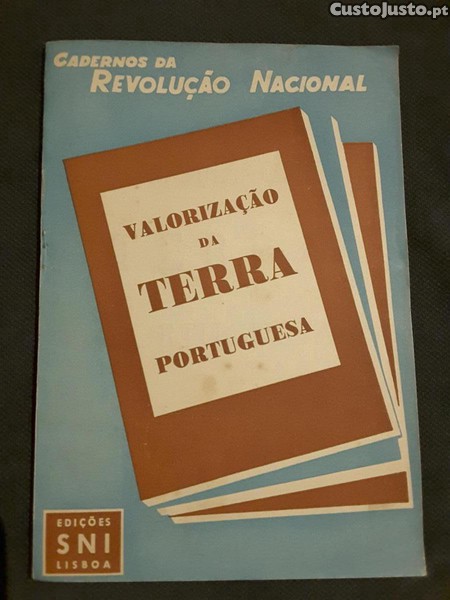 CustoJusto.pt
CADERNOS DA
REVOLUÇÃO NACIONAL
VALORIZAÇÃO
DA
TERRA
PORTUGUESA
EDIÇÕES
SNI
LISBOA